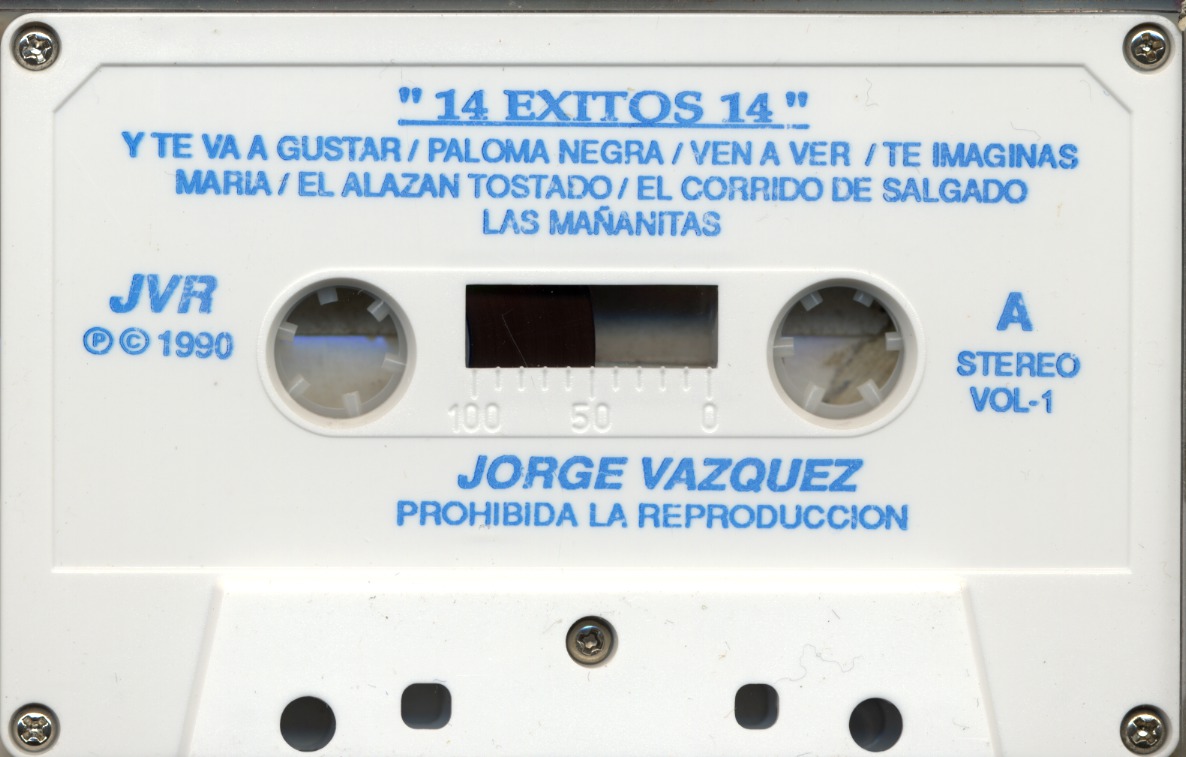 " 14 EXITOS 14 "
Y TE VA A GUSTAR / PALOMA NEGRA / VEN A VER / TE IMAGINAS
MARIA / EL ALAZAN TOSTADO / EL CORRIDO DE SALGADO
LAS MAÑANITAS
JVR
Ⓟ © 1990
A
STEREO
VOL-1
100 50 0
JORGE VAZQUEZ
PROHIBIDA LA REPRODUCCION